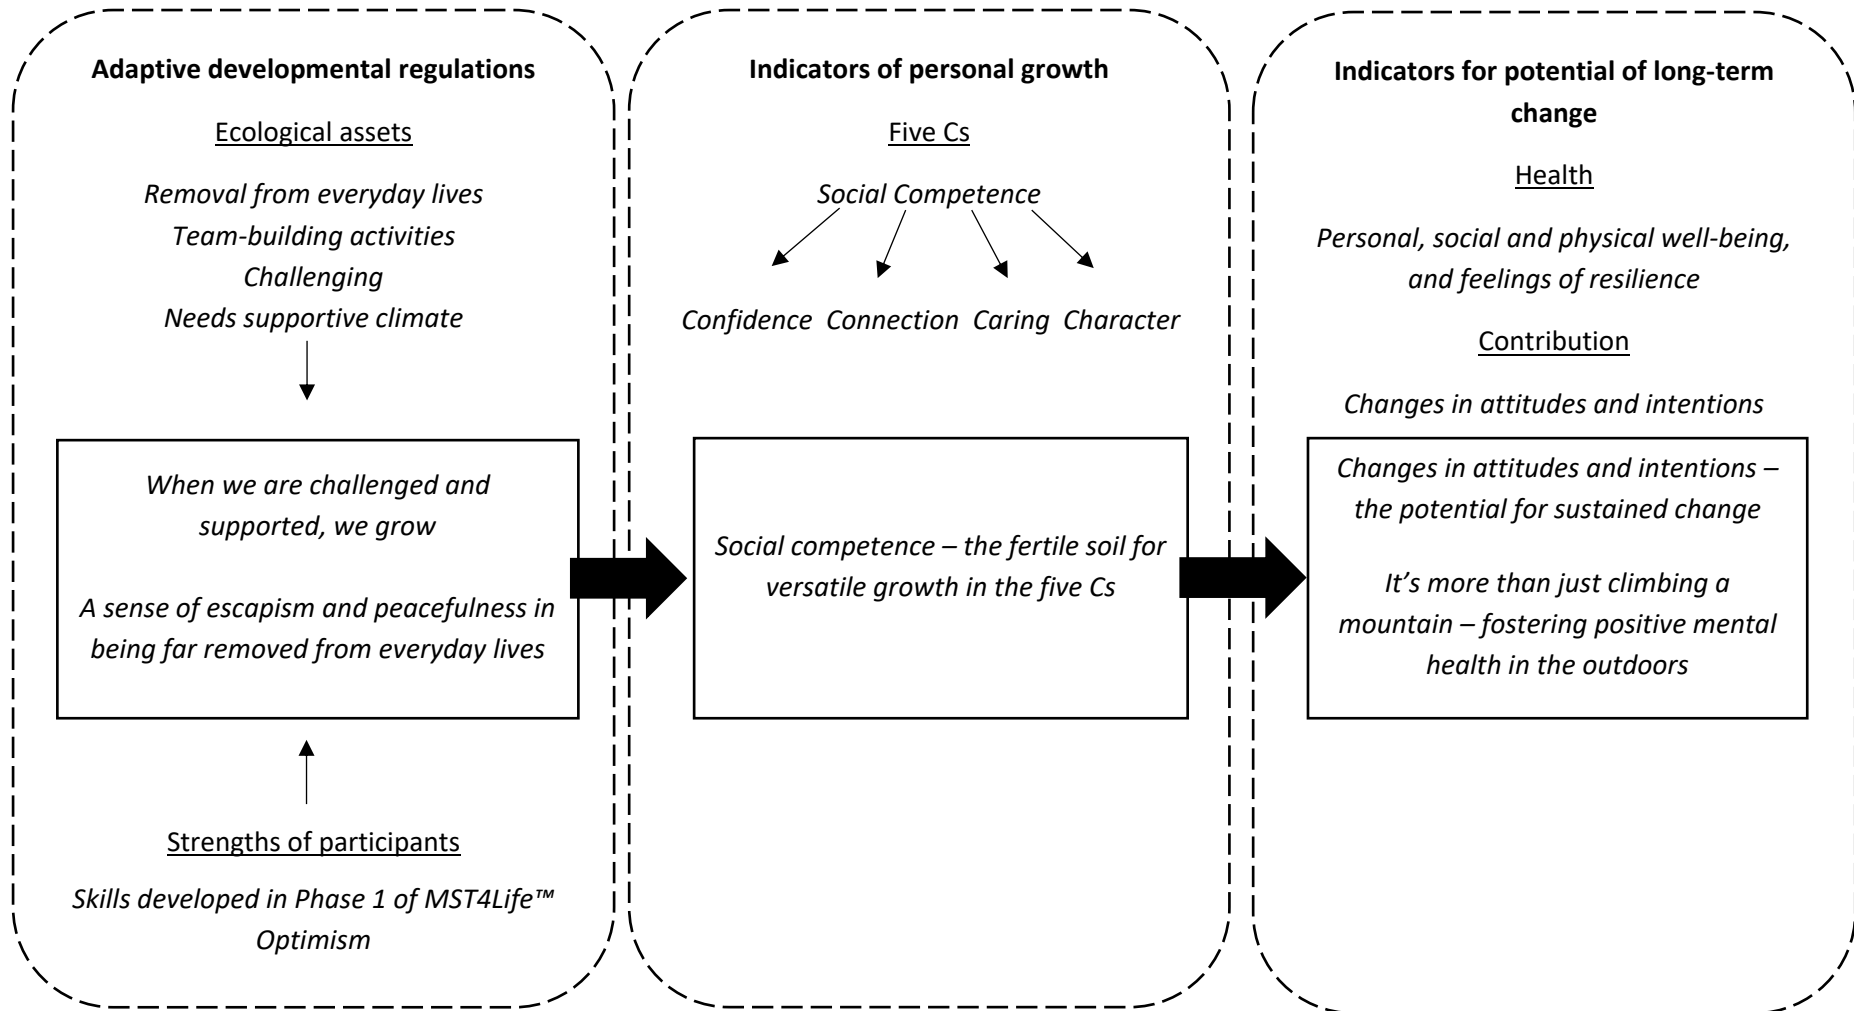 Adaptive developmental regulations
Ecological assets
Removal from everyday lives
Team-building activities
Challenging
Needs supportive climate
When we are challenged and
supported, we grow
A sense of escapism and peacefulness in
being far removed from everyday lives
Strengths of participants
Skills developed in Phase 1 of MST4Life™
Optimism
Indicators of personal growth
Five Cs
Social Competence
Confidence Connection Caring Character
Social competence – the fertile soil for
versatile growth in the five Cs
Indicators for potential of long-term
change
Health
Personal, social and physical well-being,
and feelings of resilience
Contribution
Changes in attitudes and intentions
Changes in attitudes and intentions –
the potential for sustained change
It’s more than just climbing a
mountain – fostering positive mental
health in the outdoors